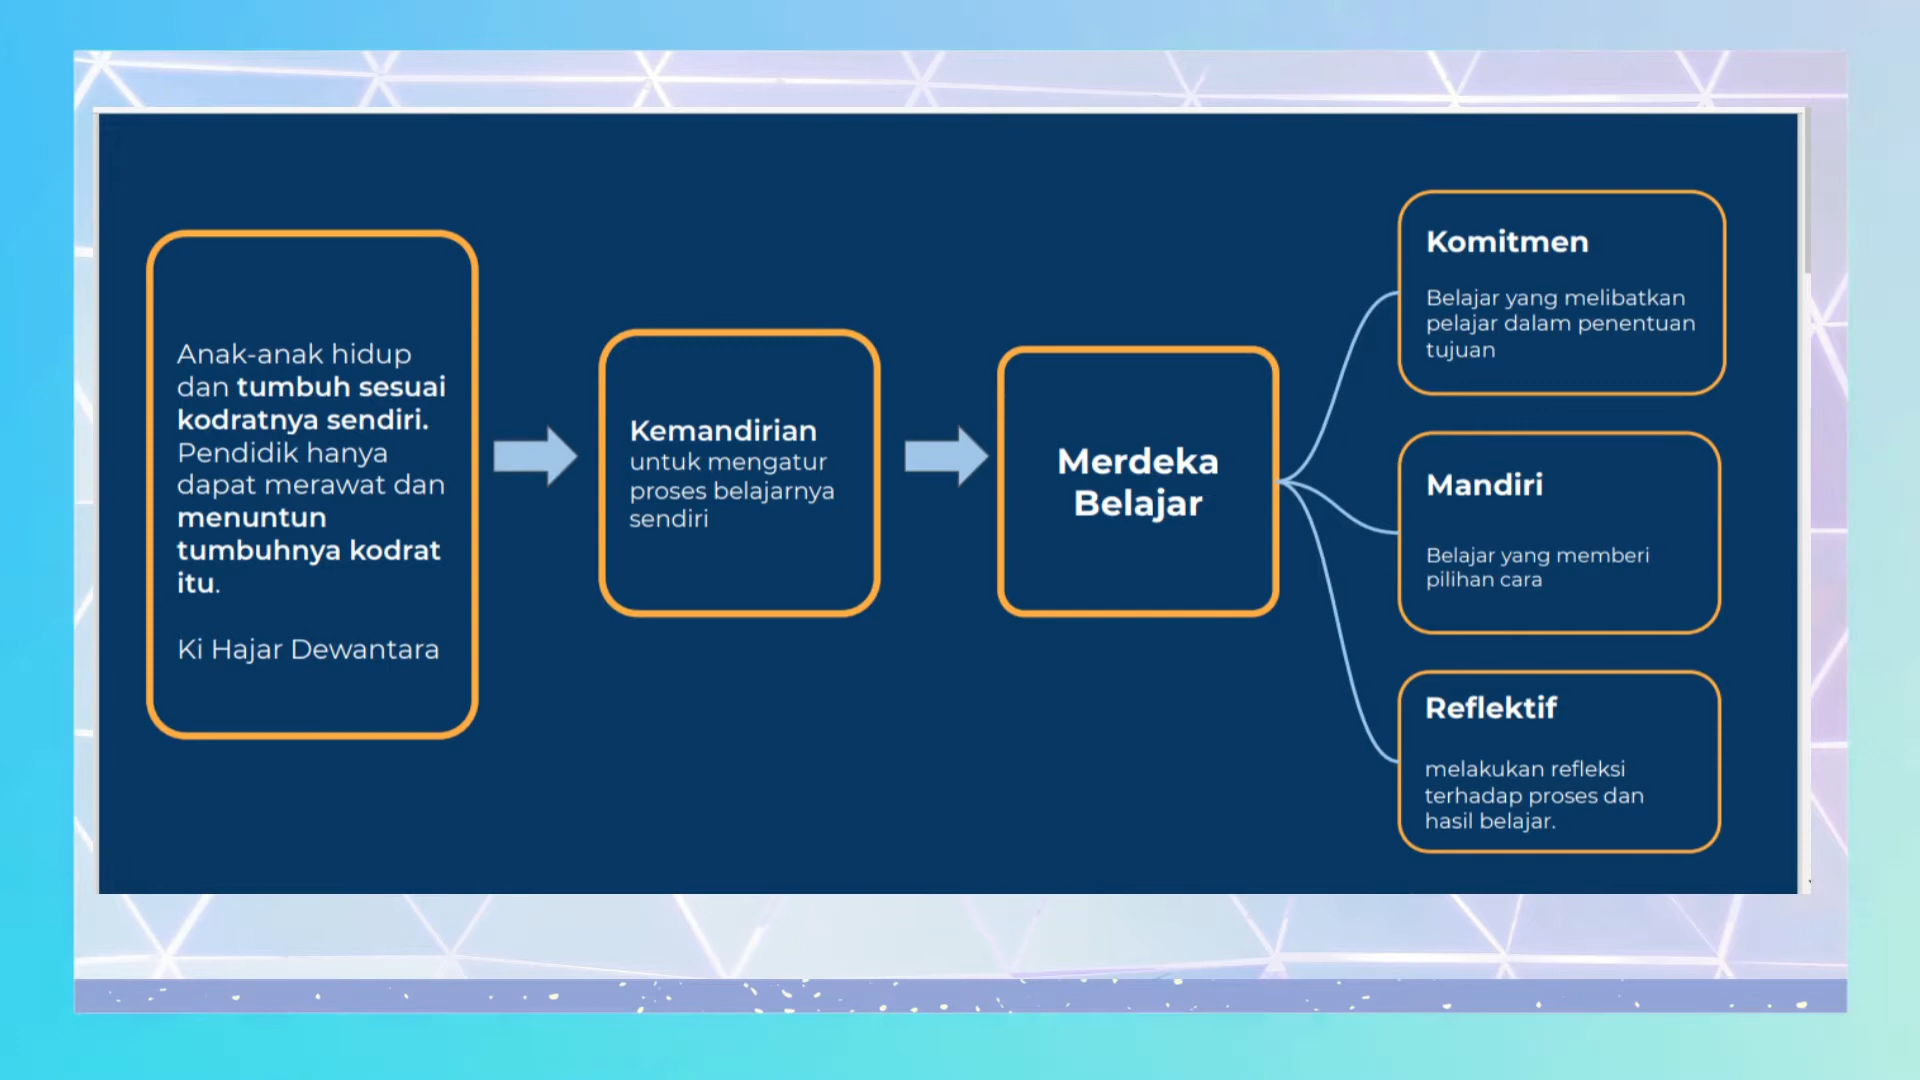 Anak-anak hidup
dan tumbuh sesuai
kodratnya sendiri.
Pendidik hanya
dapat merawat dan
menuntun
tumbuhnya kodrat
itu.
Ki Hajar Dewantara
Kemandirian
untuk mengatur
proses belajarnya
sendiri
Merdeka
Belajar
Komitmen
Belajar yang melibatkan
pelajar dalam penentuan
tujuan
Mandiri
Belajar yang memberi
pilihan cara
Reflektif
melakukan refleksi
terhadap proses dan
hasil belajar.